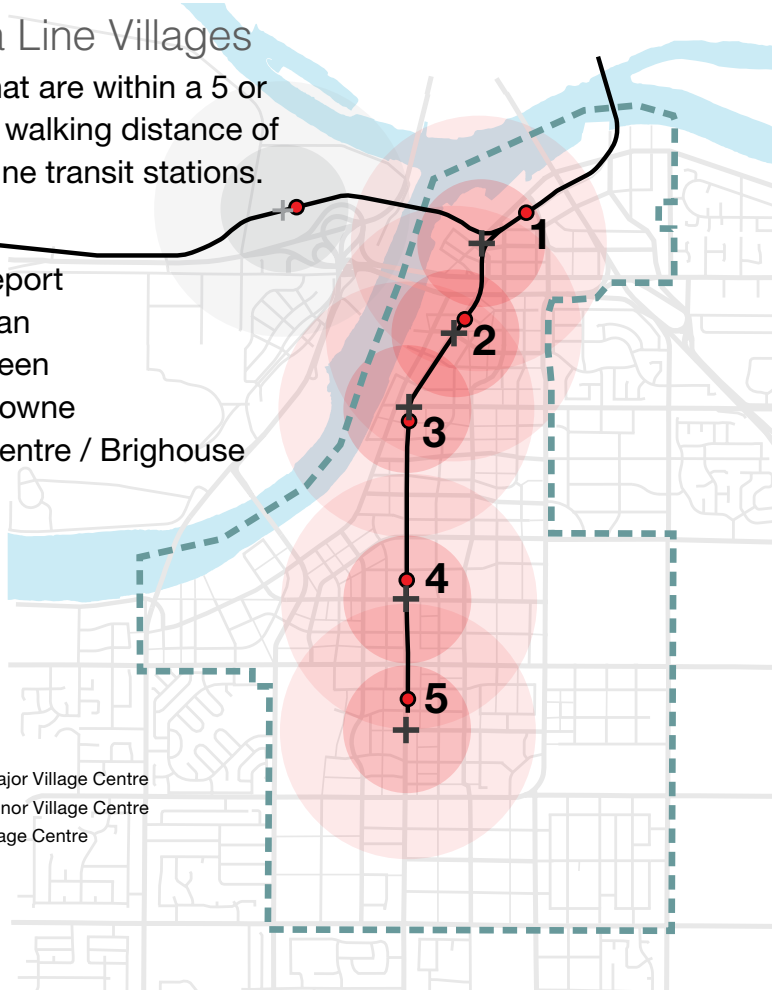 a Line Villages
hat are within a 5 or
walking distance of
ne transit stations.
1
eport
an
2
een
owne
3
entre / Brighouse
4
5
ajor Village Centre
nor Village Centre
age Centre